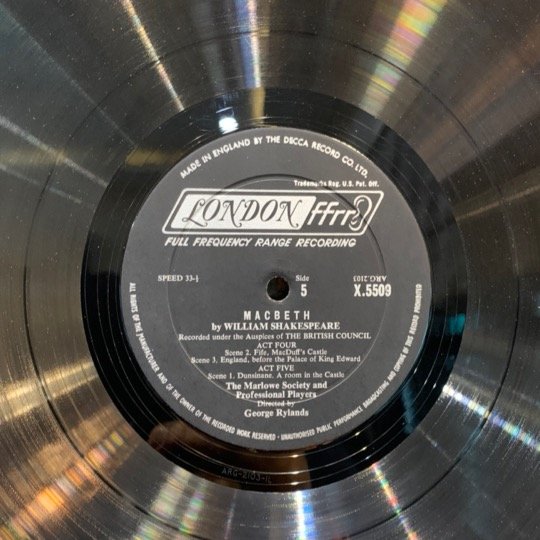 MADE IN ENGLAND BY THE DECCA RECORD CO. LTD.
Trademarks Reg. U.S. Pat. Off.
LONDON ffrr
FULL FREQUENCY RANGE RECORDING
SPEED 33-⅓ Side ARG.2103
5 X.5509
MACBETH
by WILLIAM SHAKESPEARE
Recorded under the Auspices of THE BRITISH COUNCIL
ACT FOUR
Scene 2. Fife, MacDuff's Castle
Scene 3, England, before the Palace of King Edward
ACT FIVE
Scene 1. Dunsinane. A room in the Castle
The Marlowe Society and
Professional Players
Directed by
George Rylands
ALL RIGHTS OF THE MANUFACTURER AND OF THE OWNER OF THE RECORDED WORK RESERVED - UNAUTHORISED PUBLIC PERFORMANCE BROADCASTING AND COPYING OF THIS RECORD PROHIBITED